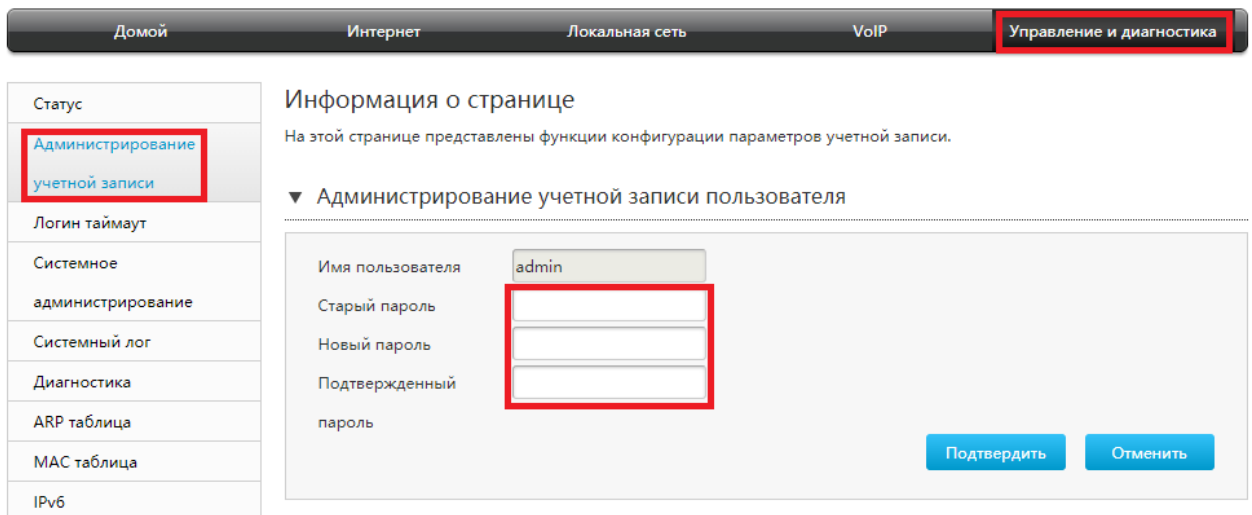 Домой Интернет Локальная сеть VoIP Управление и диагностика
Статус
Администрирование
учетной записи
Логин таймаут
Системное
администрирование
Системный лог
Диагностика
ARP таблица
MAC таблица
IPv6
Информация о странице
На этой странице представлены функции конфигурации параметров учетной записи.
▼ Администрирование учетной записи пользователя
Имя пользователя admin
Старый пароль
Новый пароль
Подтвержденный
пароль
Подтвердить Отменить